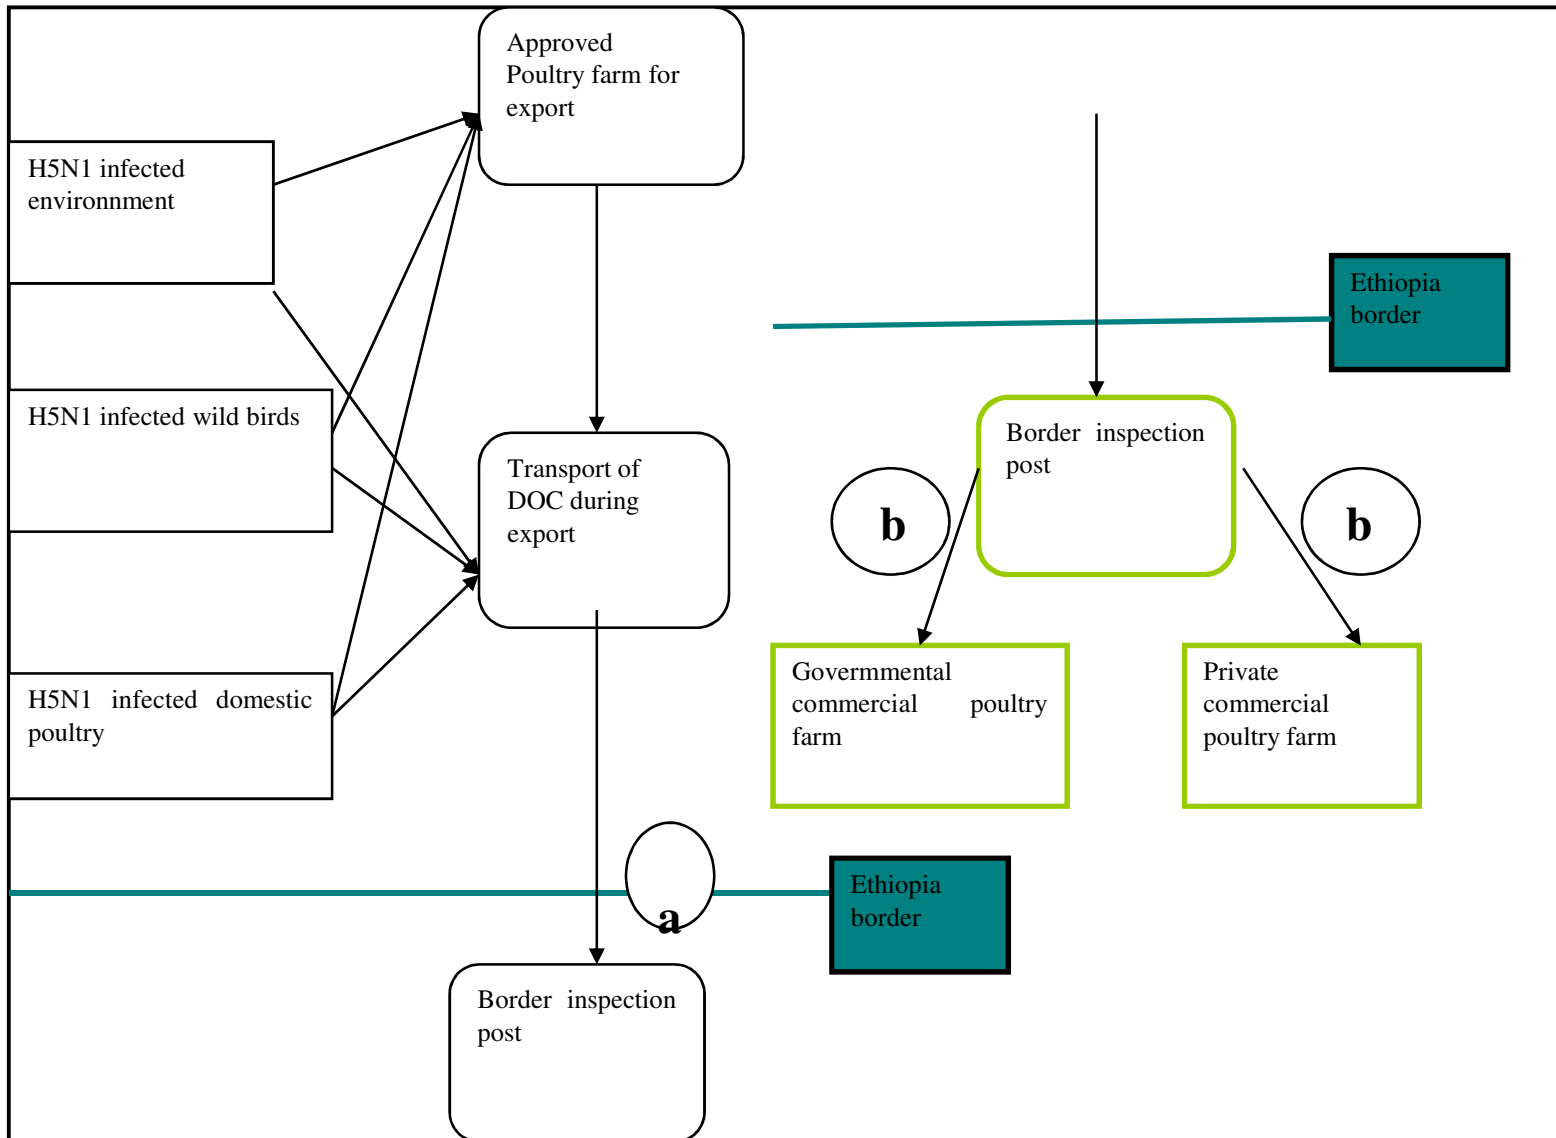 Approved
Poultry farm for
export
H5N1 infected
environnment
H5N1 infected wild birds
Transport of
DOC during
export
H5N1 infected domestic
poultry
a
Ethiopia
border
Border inspection
post
Ethiopia
border
Border inspection
post
b
b
Govermmental
commercial poultry
farm
Private
commercial
poultry farm